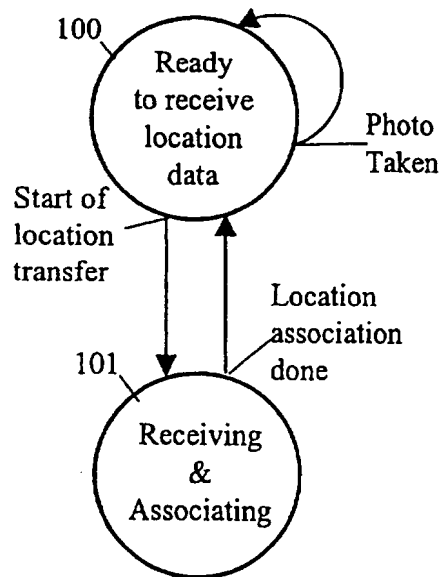 100
Ready
to receive
location
data
Photo
Taken
Start of
location
transfer
Location
association
done
101
Receiving
&
Associating